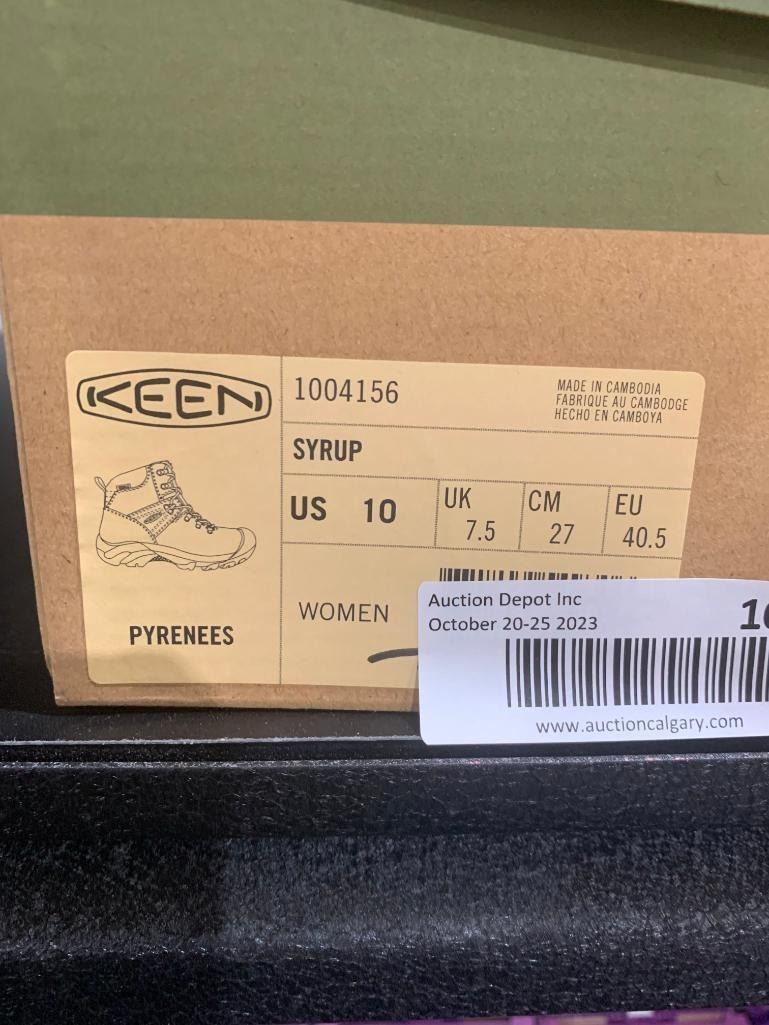 KEEN
1004156
MADE IN CAMBODIA
FABRIQUE AU CAMBODGE
HECHO EN CAMBOYA
SYRUP
US 10
UK 7.5
CM 27
EU 40.5
WOMEN
PYRENEES
Auction Depot Inc
October 20-25 2023
www.auctioncalgary.com